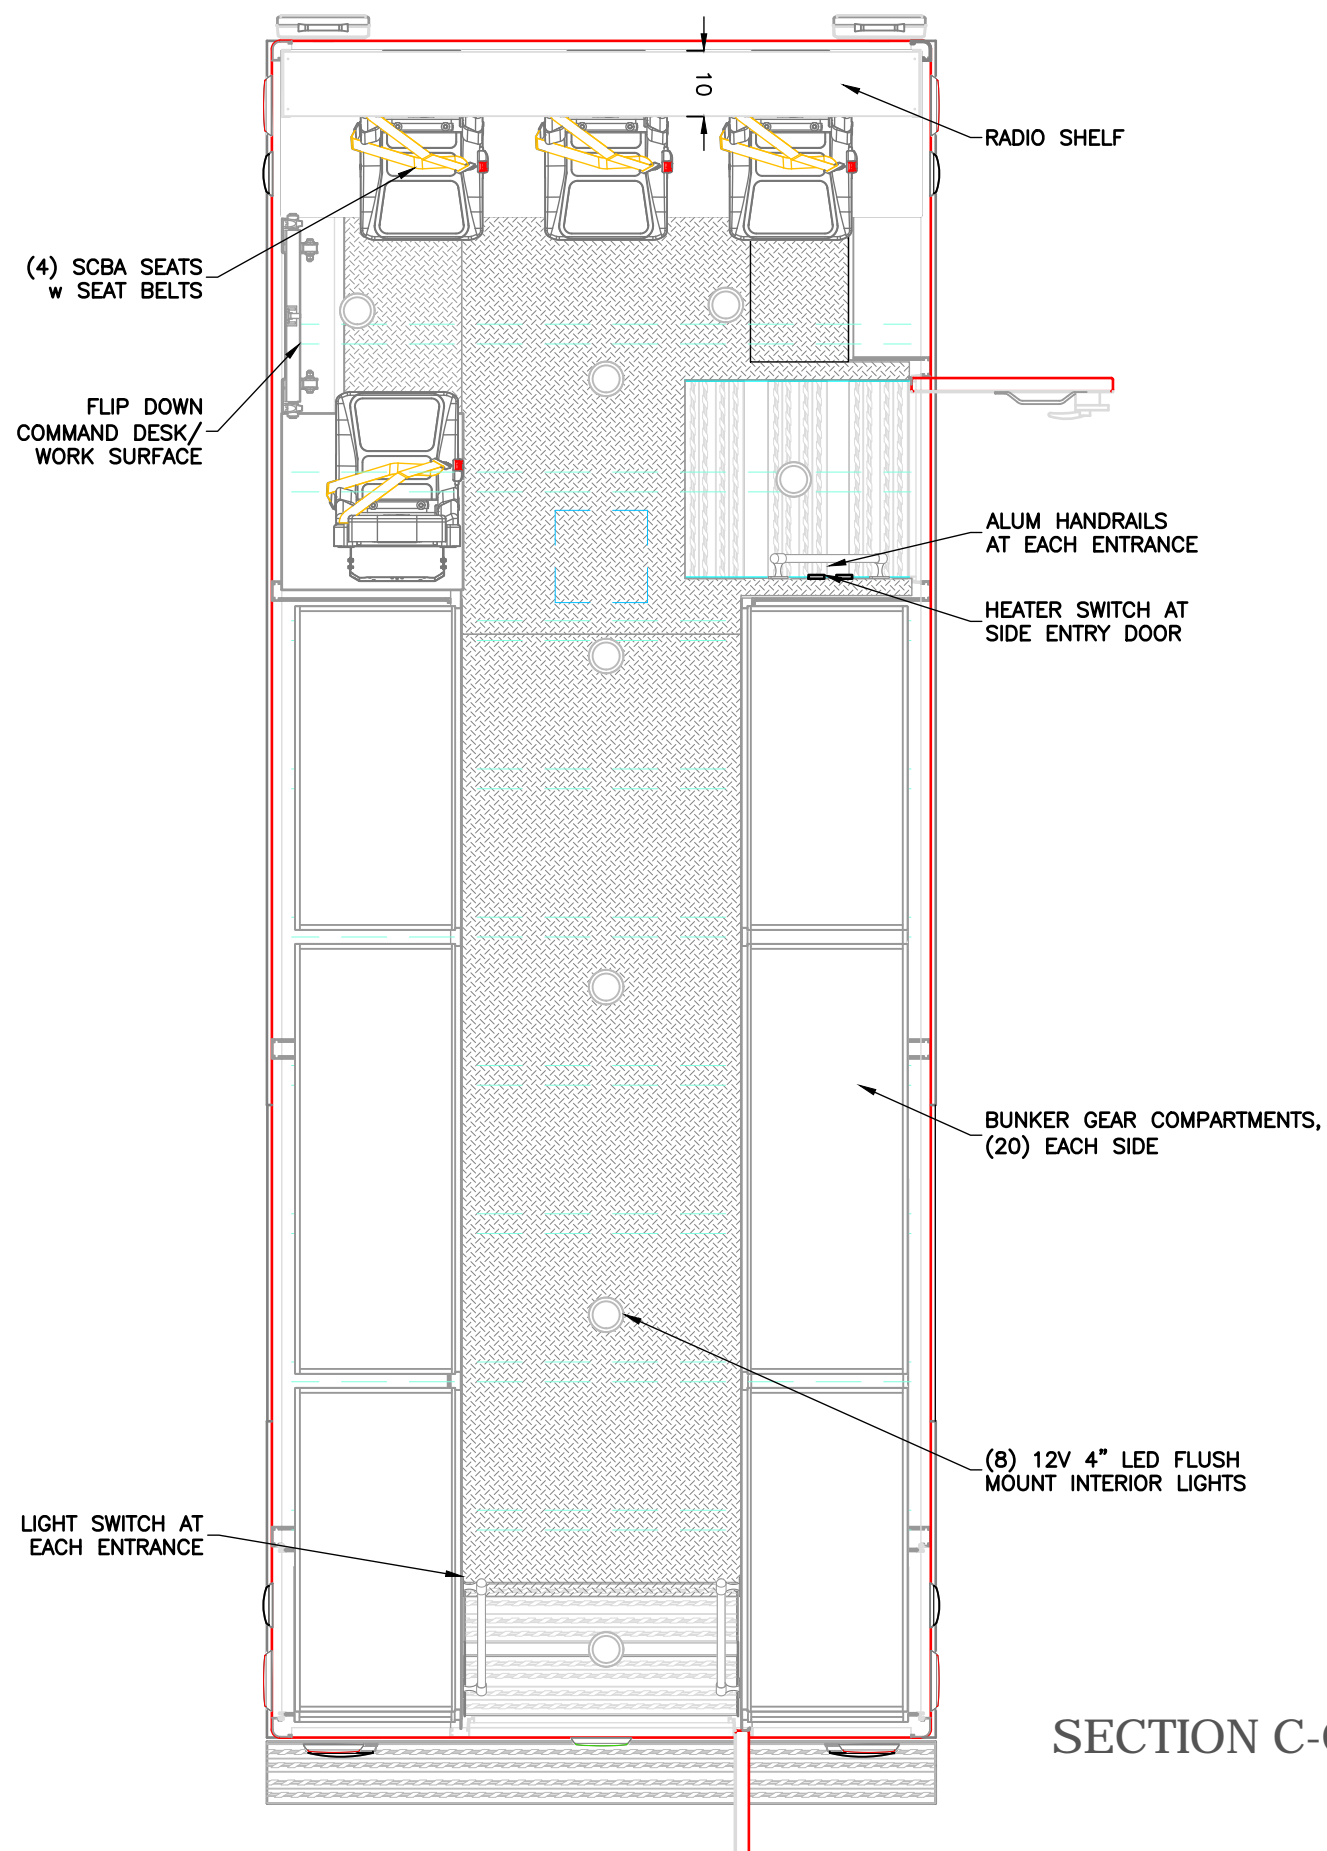 10
RADIO SHELF
(4) SCBA SEATS
w SEAT BELTS
FLIP DOWN
COMMAND DESK/
WORK SURFACE
ALUM HANDRAILS
AT EACH ENTRANCE
HEATER SWITCH AT
SIDE ENTRY DOOR
BUNKER GEAR COMPARTMENTS,
(20) EACH SIDE
(8) 12V 4" LED FLUSH
MOUNT INTERIOR LIGHTS
LIGHT SWITCH AT
EACH ENTRANCE
SECTION